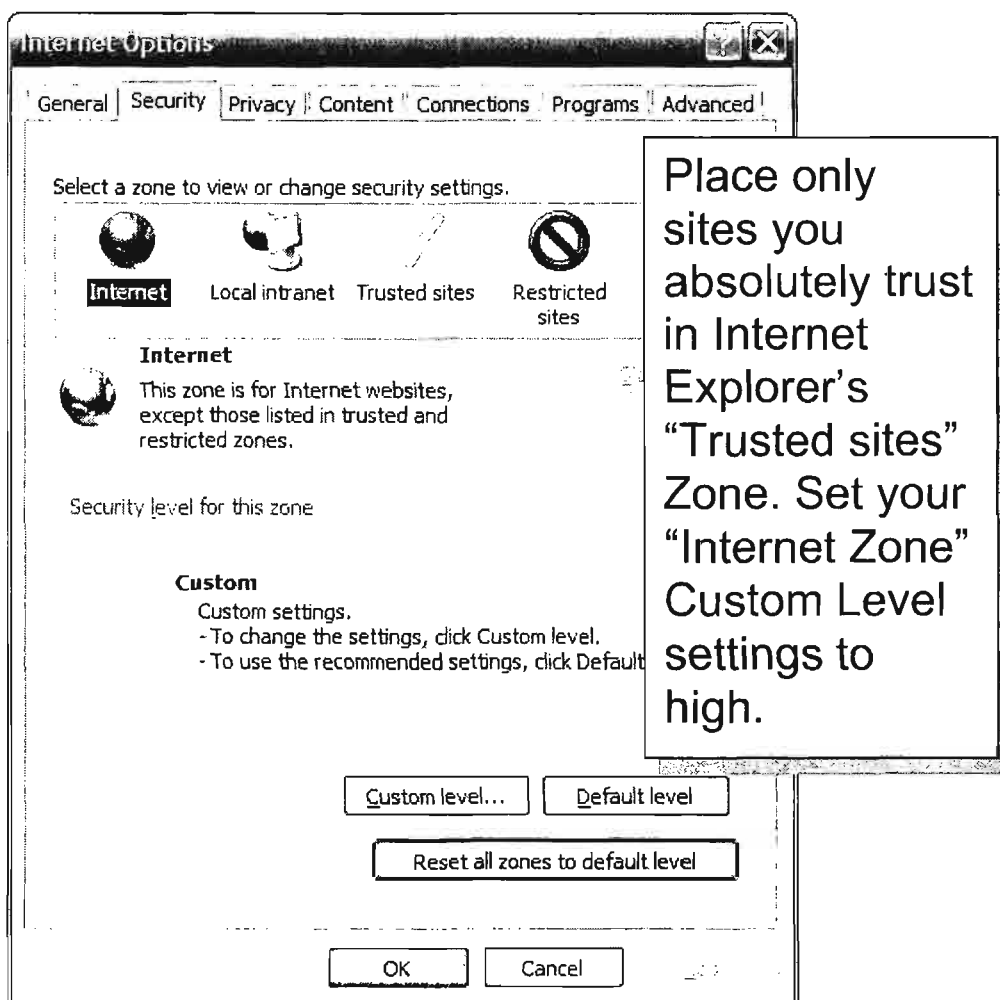 Internet Options
General Security Privacy Content Connections Programs Advanced
Select a zone to view or change security settings.
Internet Local intranet Trusted sites Restricted sites
Internet
This zone is for Internet websites,
except those listed in trusted and
restricted zones.
Security level for this zone
Custom
Custom settings.
- To change the settings, click Custom level.
- To use the recommended settings, click Default
Custom level... Default level
Reset all zones to default level
OK Cancel
Place only
sites you
absolutely trust
in Internet
Explorer's
“Trusted sites”
Zone. Set your
“Internet Zone”
Custom Level
settings to
high.